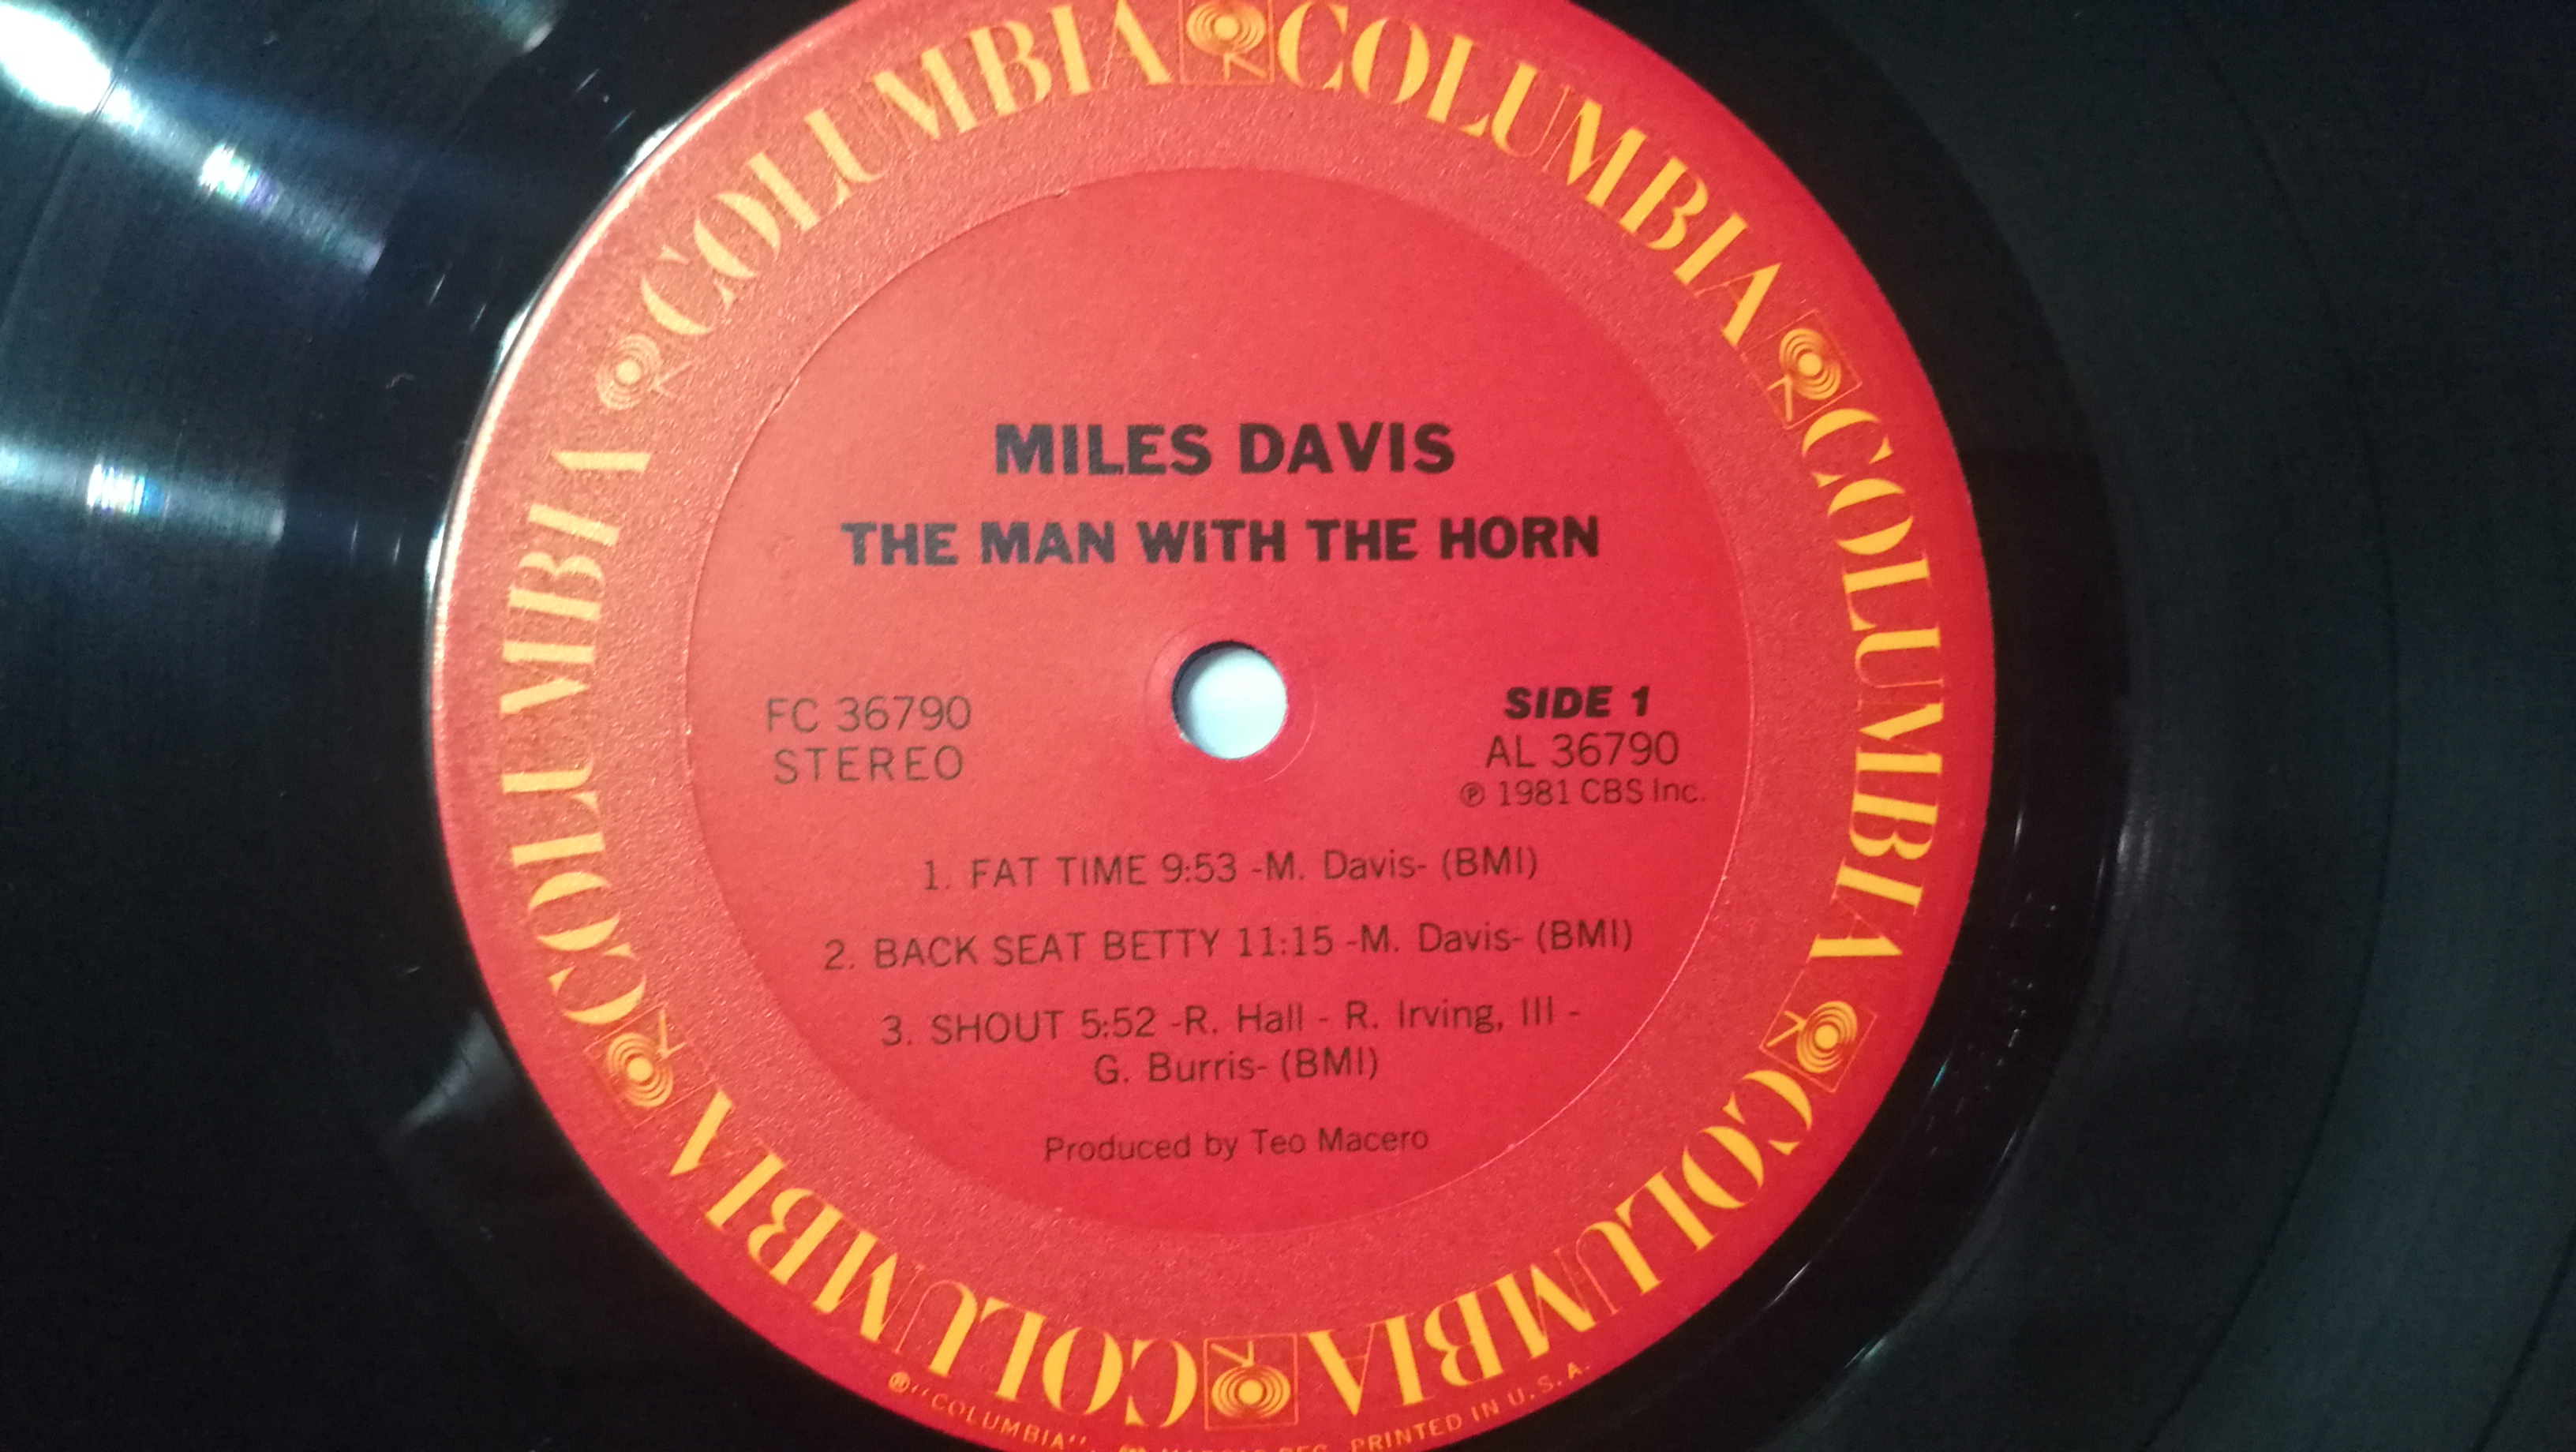 COLUMBIA COLUMBIA COLUMBIA COLUMBIA COLUMBIA COLUMBIA
MILES DAVIS
THE MAN WITH THE HORN
FC 36790
STEREO
SIDE 1
AL 36790
℗ 1981 CBS Inc.
1. FAT TIME 9:53 -M. Davis- (BMI)
2. BACK SEAT BETTY 11:15 -M. Davis- (BMI)
3. SHOUT 5:52 -R. Hall - R. Irving, III -
G. Burris- (BMI)
Produced by Teo Macero
® "COLUMBIA", PRINTED IN U.S.A.